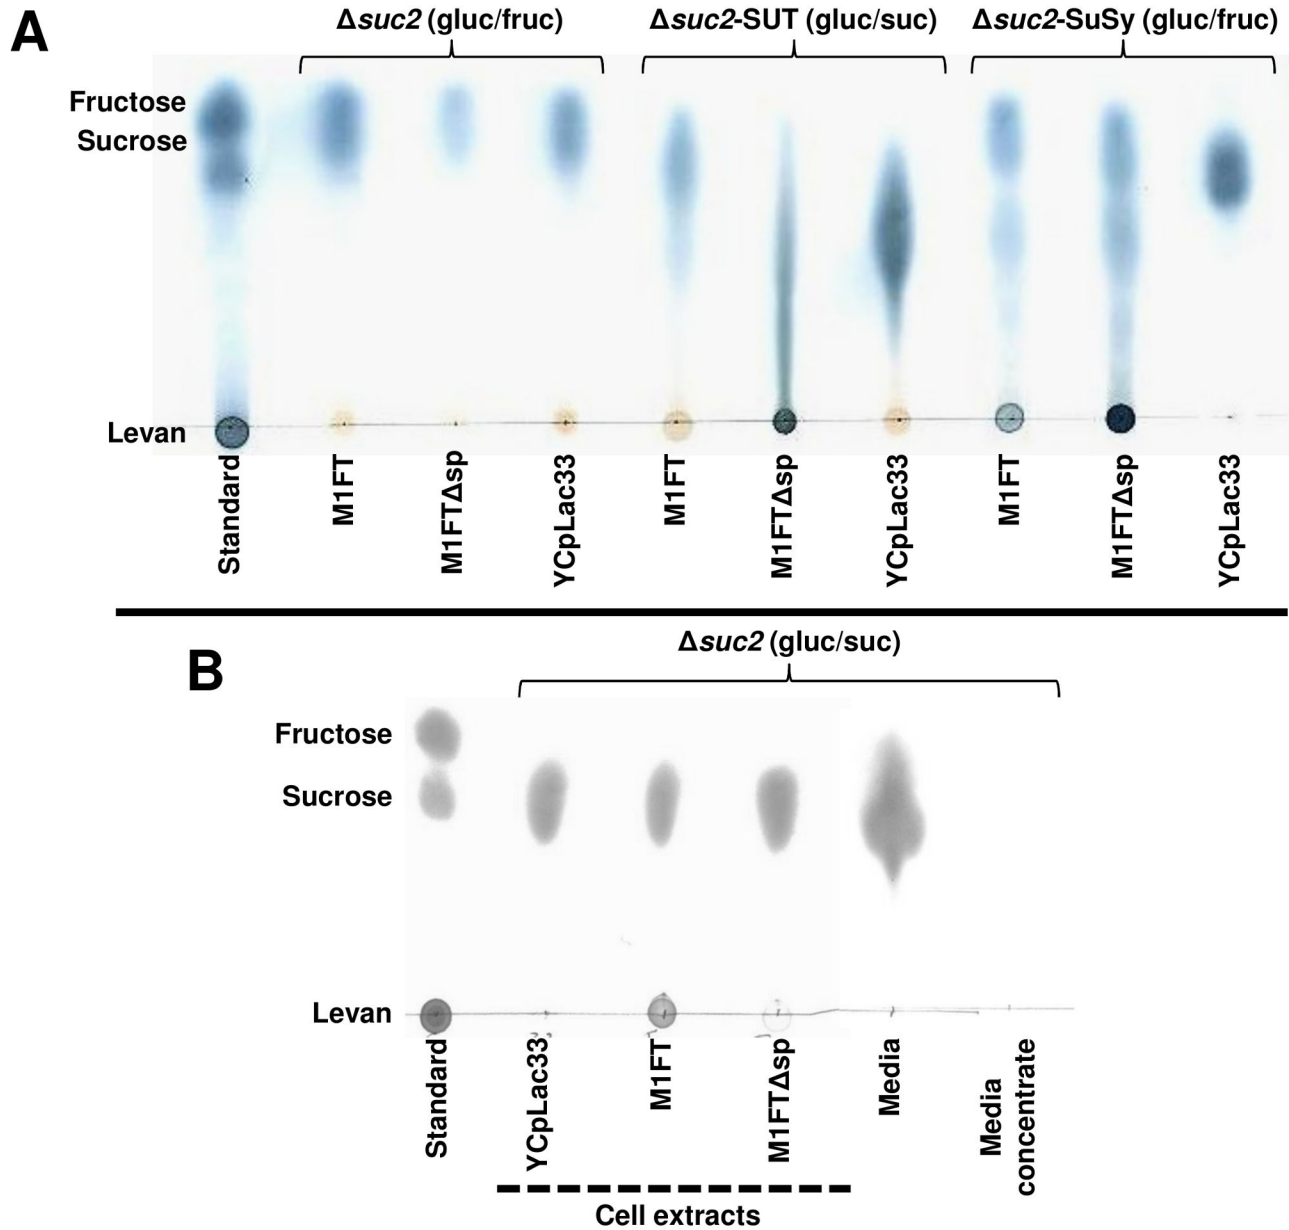 A
Δsuc2 (gluc/fruc)
Δsuc2-SUT (gluc/suc)
Δsuc2-SuSy (gluc/fruc)
Fructose
Sucrose
Levan
Standard
M1FT
M1FTΔsp
YCpLac33
M1FT
M1FTΔsp
YCpLac33
M1FT
M1FTΔsp
YCpLac33
B
Δsuc2 (gluc/suc)
Fructose
Sucrose
Levan
Standard
YCpLac33
M1FT
M1FTΔsp
Media
Media
concentrate
Cell extracts